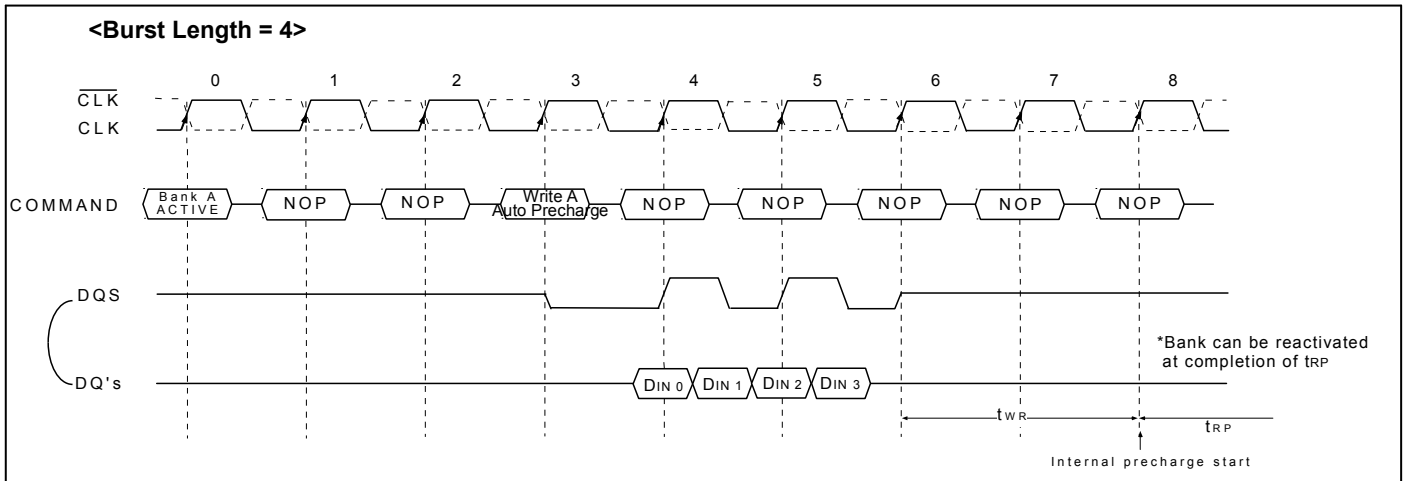 <Burst Length = 4>
0 1 2 3 4 5 6 7 8
CLK
CLK
COMMAND
Bank A
ACTIVE
NOP
NOP
Write A
Auto Precharge
NOP
NOP
NOP
NOP
NOP
DQS
*Bank can be reactivated
at completion of tRP
DQ's
DIN 0
DIN 1
DIN 2
DIN 3
tWR
tRP
Internal precharge start